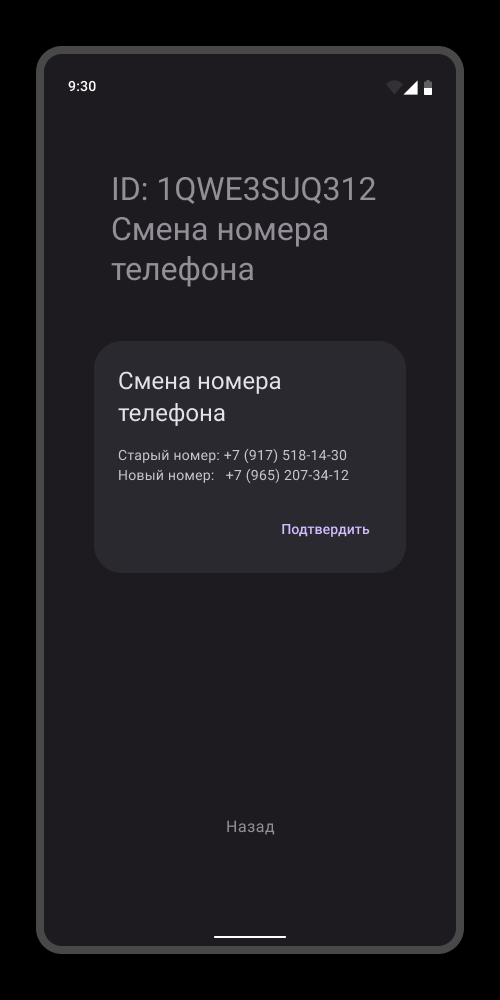 9:30
ID: 1QWE3SUQ312
Смена номера
телефона
Смена номера
телефона
Старый номер: +7 (917) 518-14-30
Новый номер: +7 (965) 207-34-12
Подтвердить
Назад